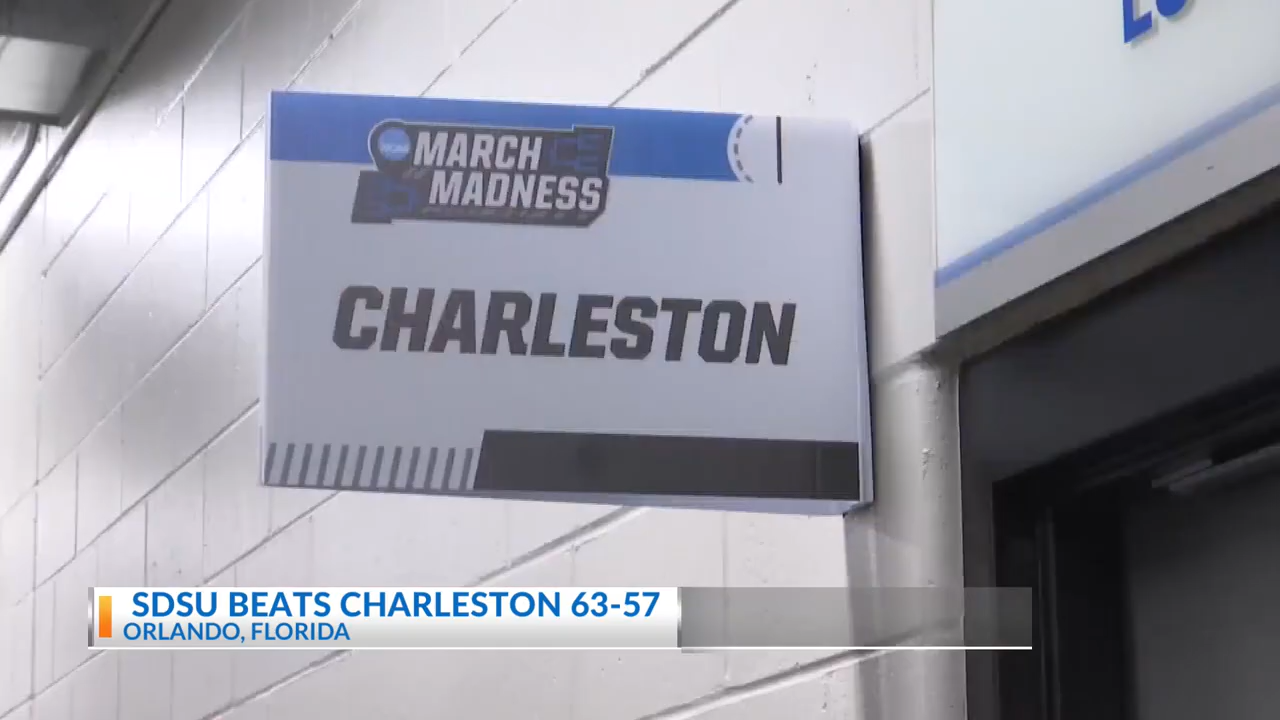 MARCH
MADNESS
CHARLESTON
SDSU BEATS CHARLESTON 63-57
ORLANDO, FLORIDA